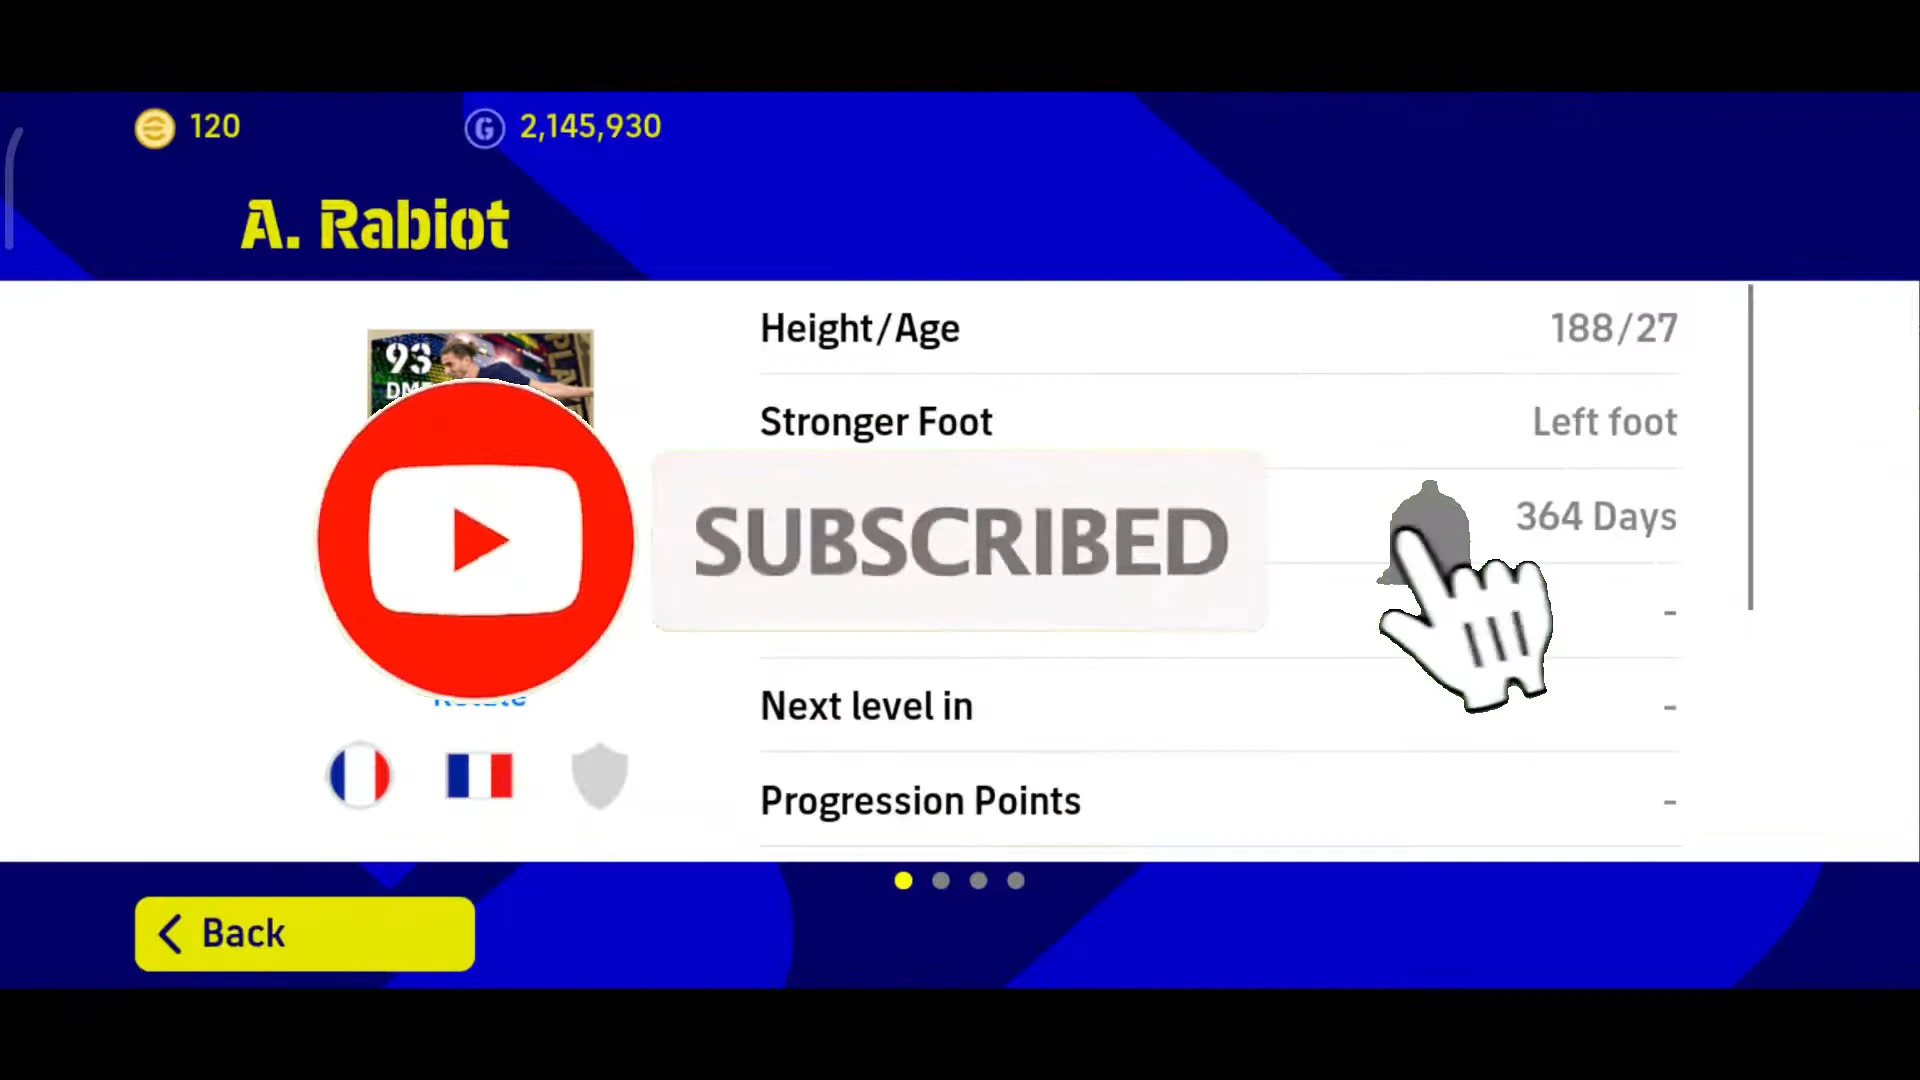 120
2,145,930
A. Rabiot
Height/Age
188/27
93
Stronger Foot
Left foot
SUBSCRIBED
364 Days
-
Next level in
-
Progression Points
-
Back